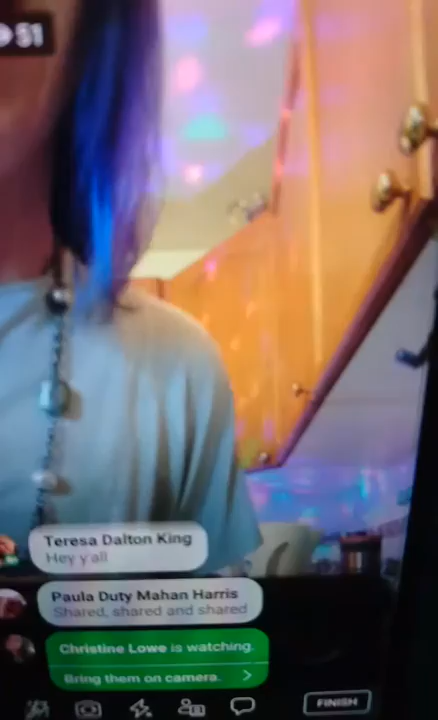 51
Teresa Dalton King
Hey y'all
Paula Duty Mahan Harris
Shared, shared and shared
Christine Lowe is watching.
Bring them on camera.
FINISH